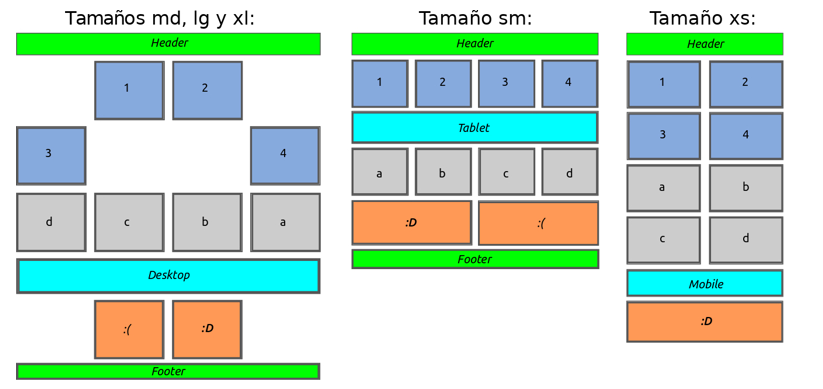 Tamaños md, lg y xl:
Header
1 2
3 4
d c b a
Desktop
:( :D
Footer
Tamaño sm:
Header
1 2 3 4
Tablet
a b c d
:D :(
Footer
Tamaño xs:
Header
1 2
3 4
a b
c d
Mobile
:D